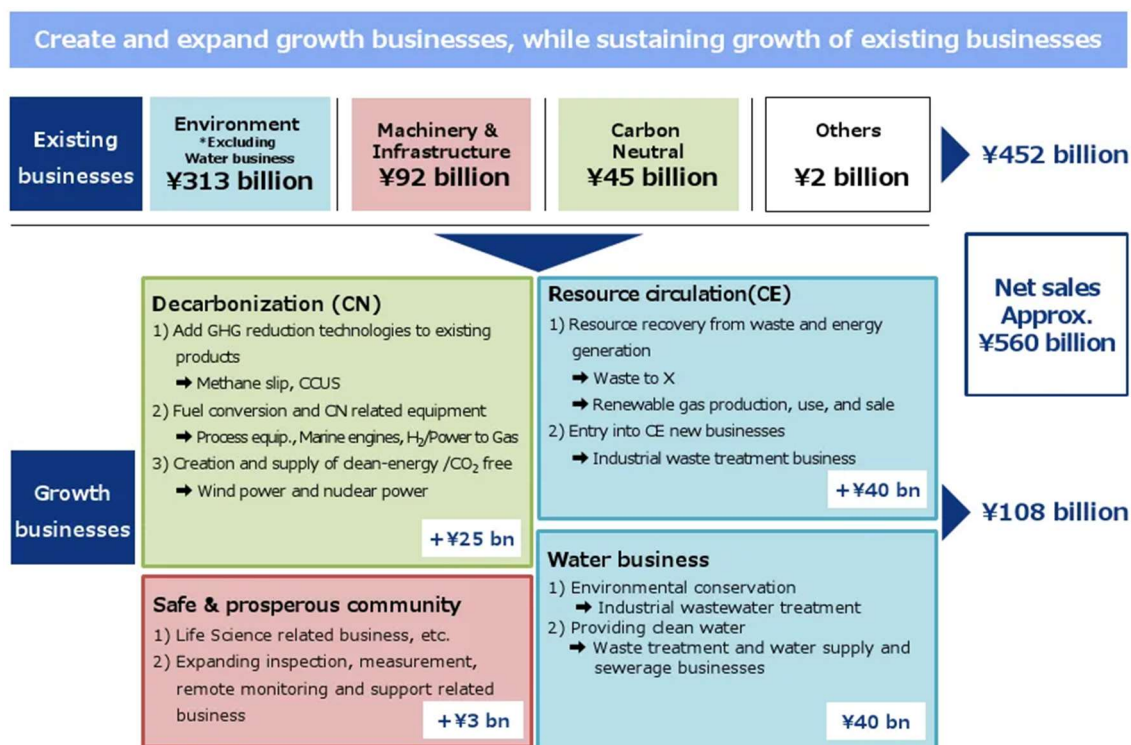 Create and expand growth businesses, while sustaining growth of existing businesses
Existing
businesses
Environment
*Excluding
Water business
¥313 billion
Machinery &
Infrastructure
¥92 billion
Carbon
Neutral
¥45 billion
Others
¥2 billion
¥452 billion
Net sales
Approx.
¥560 billion
Growth
businesses
Decarbonization (CN)
1) Add GHG reduction technologies to existing
products
➡ Methane slip, CCUS
2) Fuel conversion and CN related equipment
➡ Process equip., Marine engines, H₂/Power to Gas
3) Creation and supply of clean-energy /CO₂ free
➡ Wind power and nuclear power
+¥25 bn
Resource circulation(CE)
1) Resource recovery from waste and energy
generation
➡ Waste to X
➡ Renewable gas production, use, and sale
2) Entry into CE new businesses
➡ Industrial waste treatment business
+¥40 bn
Safe & prosperous community
1) Life Science related business, etc.
2) Expanding inspection, measurement,
remote monitoring and support related
business
+¥3 bn
Water business
1) Environmental conservation
➡ Industrial wastewater treatment
2) Providing clean water
➡ Waste treatment and water supply and
sewerage businesses
¥40 bn
¥108 billion